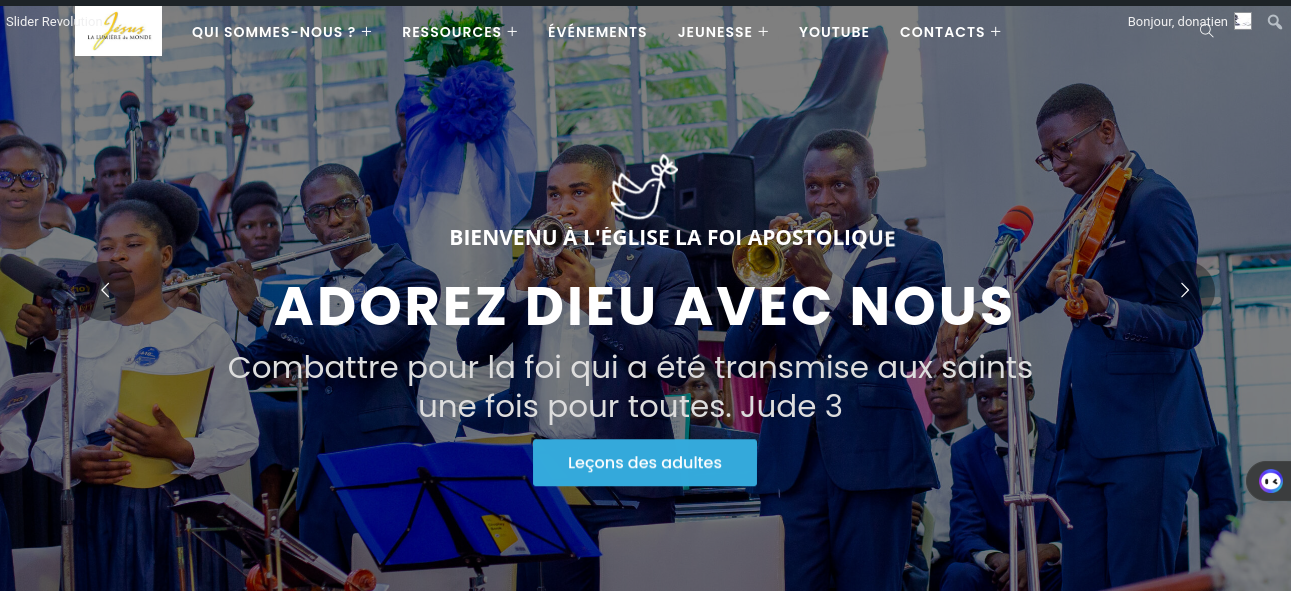 Slider Revolution
Jésus
LA LUMIÈRE du MONDE
QUI SOMMES-NOUS ? +
RESSOURCES +
ÉVÉNEMENTS
JEUNESSE +
YOUTUBE
CONTACTS +
Bonjour, donatien
BIENVENU À L'ÉGLISE LA FOI APOSTOLIQUE
ADOREZ DIEU AVEC NOUS
Combattre pour la foi qui a été transmise aux saints
une fois pour toutes. Jude 3
Leçons des adultes